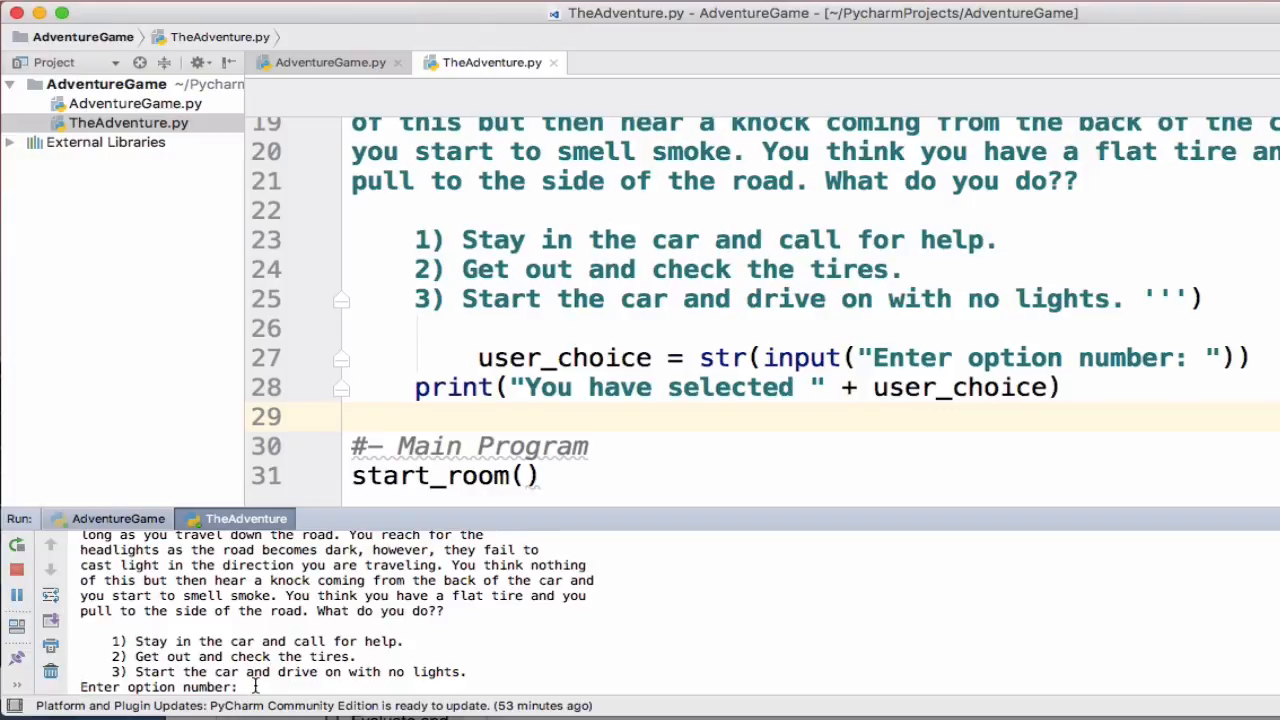 TheAdventure.py - AdventureGame - [~/PycharmProjects/AdventureGame]
AdventureGame TheAdventure.py
Project AdventureGame.py TheAdventure.py
AdventureGame ~/Pycharm
AdventureGame.py
TheAdventure.py
External Libraries
19 of this but then hear a knock coming from the back of the c
20 you start to smell smoke. You think you have a flat tire an
21 pull to the side of the road. What do you do??
22
23 1) Stay in the car and call for help.
24 2) Get out and check the tires.
25 3) Start the car and drive on with no lights. ''')
26
27 user_choice = str(input("Enter option number: "))
28 print("You have selected " + user_choice)
29
30 #- Main Program
31 start_room()
Run: AdventureGame TheAdventure
long as you travel down the road. You reach for the
headlights as the road becomes dark, however, they fail to
cast light in the direction you are traveling. You think nothing
of this but then hear a knock coming from the back of the car and
you start to smell smoke. You think you have a flat tire and you
pull to the side of the road. What do you do??
1) Stay in the car and call for help.
2) Get out and check the tires.
3) Start the car and drive on with no lights.
Enter option number:
Platform and Plugin Updates: PyCharm Community Edition is ready to update. (53 minutes ago)